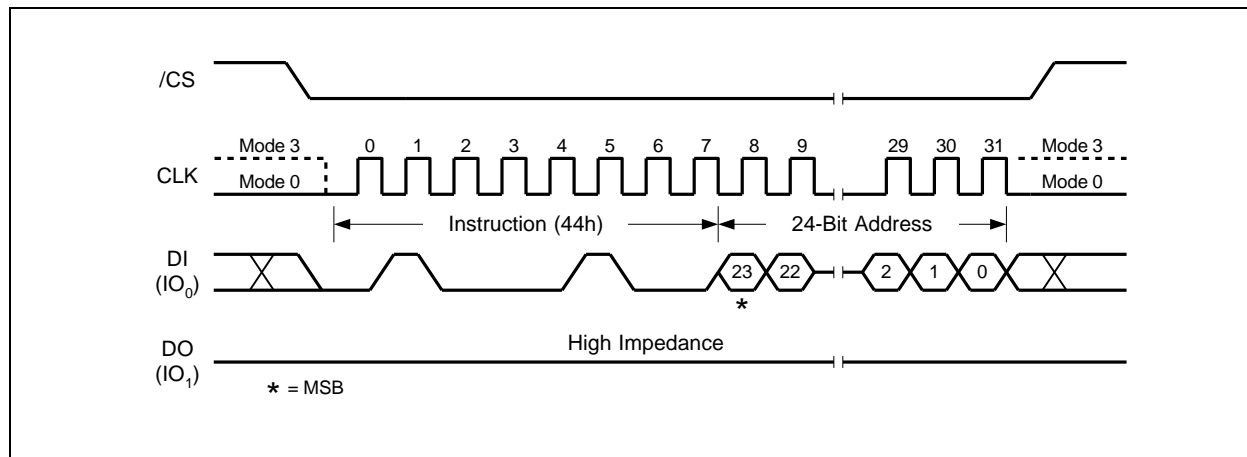 /CS
Mode 3 0 1 2 3 4 5 6 7 8 9 29 30 31 Mode 3
CLK
Mode 0 Mode 0
Instruction (44h) 24-Bit Address
DI
(IO0)
23 22 2 1 0
*
High Impedance
DO
(IO1)
* = MSB